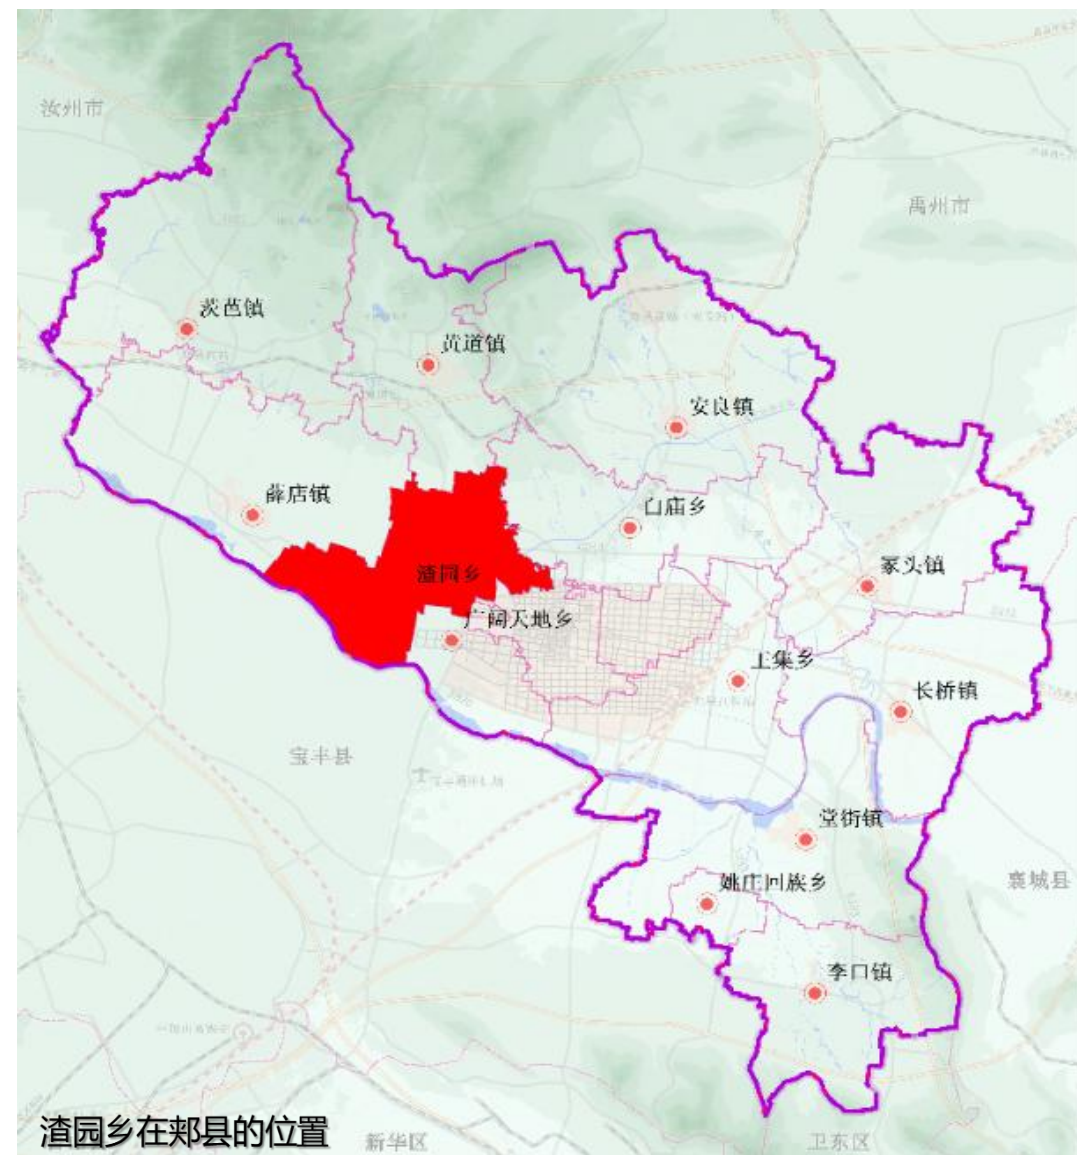 汝州市
禹州市
茨芭镇
黄道镇
安良镇
薛店镇
白庙乡
渣园乡
冢头镇
广阔天地乡
王集乡
长桥镇
宝丰县
堂街镇
姚庄回族乡
襄城县
李口镇
渣园乡在郏县的位置
新华区
卫东区